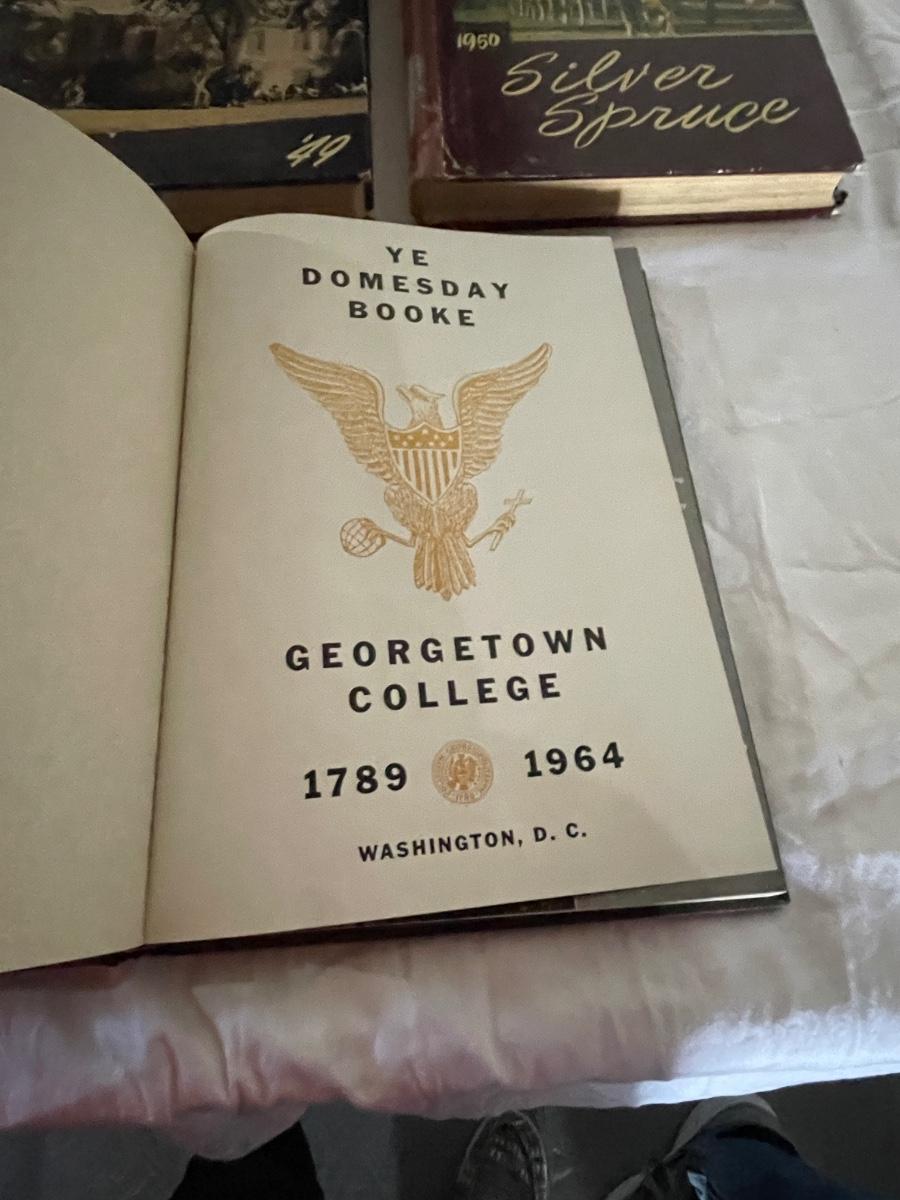 '49
1950
Silver
Spruce
YE
DOMESDAY
BOOKE
GEORGETOWN
COLLEGE
1789 1964
WASHINGTON, D. C.